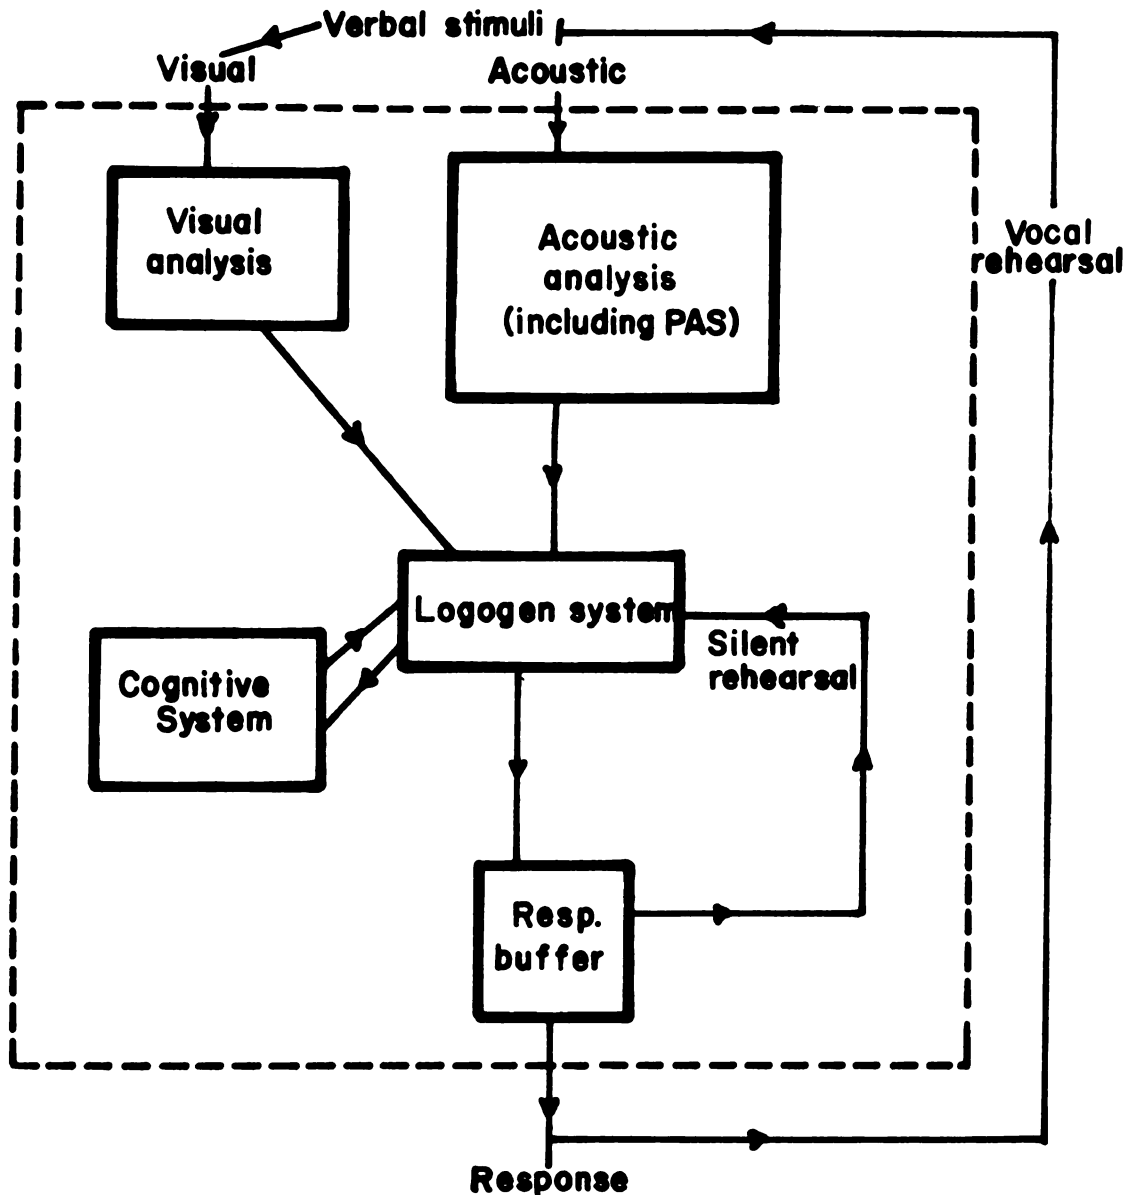 Verbal stimuli
Visual
Acoustic
Visual
analysis
Acoustic
analysis
(including PAS)
Vocal
rehearsal
Logogen system
Silent
rehearsal
Cognitive
System
Resp.
buffer
Response